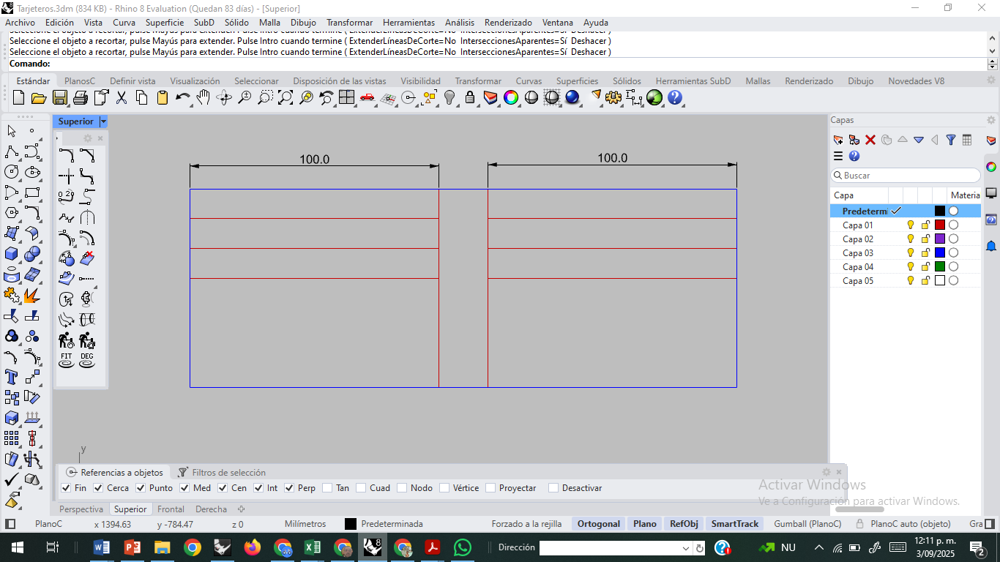 Tarjeteros.3dm (834 KB) - Rhino 8 Evaluation (Quedan 83 días) - [Superior]
Archivo Edición Vista Curva Superficie SubD Sólido Malla Dibujo Transformar Herramientas Análisis Renderizado Ventana Ayuda
Seleccione el objeto a recortar, pulse Mayús para extender. Pulse Intro cuando termine ( ExtenderLíneasDeCorte=No InterseccionesAparentes=Sí Deshacer )
Seleccione el objeto a recortar, pulse Mayús para extender. Pulse Intro cuando termine ( ExtenderLíneasDeCorte=No InterseccionesAparentes=Sí Deshacer )
Seleccione el objeto a recortar, pulse Mayús para extender. Pulse Intro cuando termine ( ExtenderLíneasDeCorte=No InterseccionesAparentes=Sí Deshacer )
Comando:
Estándar PlanosC Definir vista Visualización Seleccionar Disposición de las vistas Visibilidad Transformar Curvas Superficies Sólidos Herramientas SubD Mallas Renderizado Dibujo Novedades V8
Superior
Capas
100.0 100.0
Buscar
Capa Materia
Predetermi
Capa 01
Capa 02
Capa 03
Capa 04
Capa 05
FIT DEG
y
Referencias a objetos Filtros de selección
Fin Cerca Punto Med Cen Int Perp Tan Cuad Nodo Vértice Proyectar Desactivar
Activar Windows
Ve a Configuración para activar Windows.
Perspectiva Superior Frontal Derecha
PlanoC x 1394.63 y -784.47 z 0 Milímetros Predeterminada Forzado a la rejilla Ortogonal Plano RefObj SmartTrack Gumball (PlanoC) PlanoC auto (objeto) Gra
Dirección NU 12:11 p. m.
3/09/2025
2